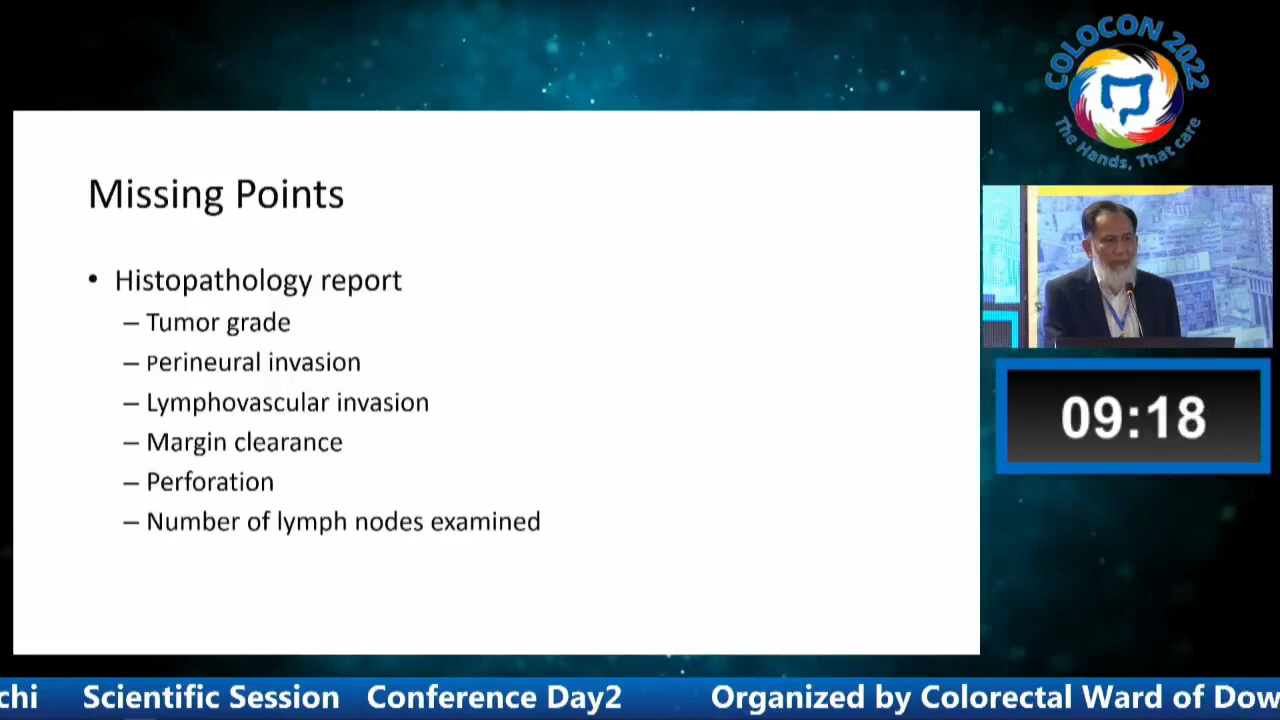 COLOCON 2022
The Hands, That care
Missing Points
• Histopathology report
– Tumor grade
– Perineural invasion
– Lymphovascular invasion
– Margin clearance
– Perforation
– Number of lymph nodes examined
09:18
chi Scientific Session Conference Day2 Organized by Colorectal Ward of Dow